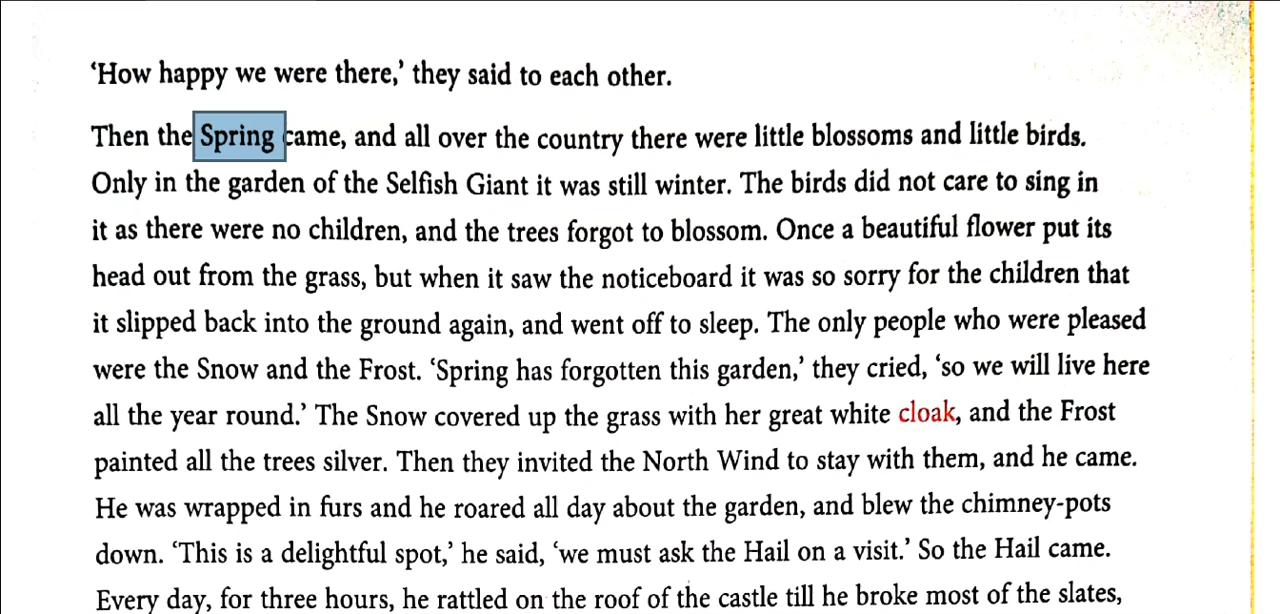 ‘How happy we were there,’ they said to each other.
Then the Spring came, and all over the country there were little blossoms and little birds.
Only in the garden of the Selfish Giant it was still winter. The birds did not care to sing in
it as there were no children, and the trees forgot to blossom. Once a beautiful flower put its
head out from the grass, but when it saw the noticeboard it was so sorry for the children that
it slipped back into the ground again, and went off to sleep. The only people who were pleased
were the Snow and the Frost. ‘Spring has forgotten this garden,’ they cried, ‘so we will live here
all the year round.’ The Snow covered up the grass with her great white cloak, and the Frost
painted all the trees silver. Then they invited the North Wind to stay with them, and he came.
He was wrapped in furs and he roared all day about the garden, and blew the chimney-pots
down. ‘This is a delightful spot,’ he said, ‘we must ask the Hail on a visit.’ So the Hail came.
Every day, for three hours, he rattled on the roof of the castle till he broke most of the slates,